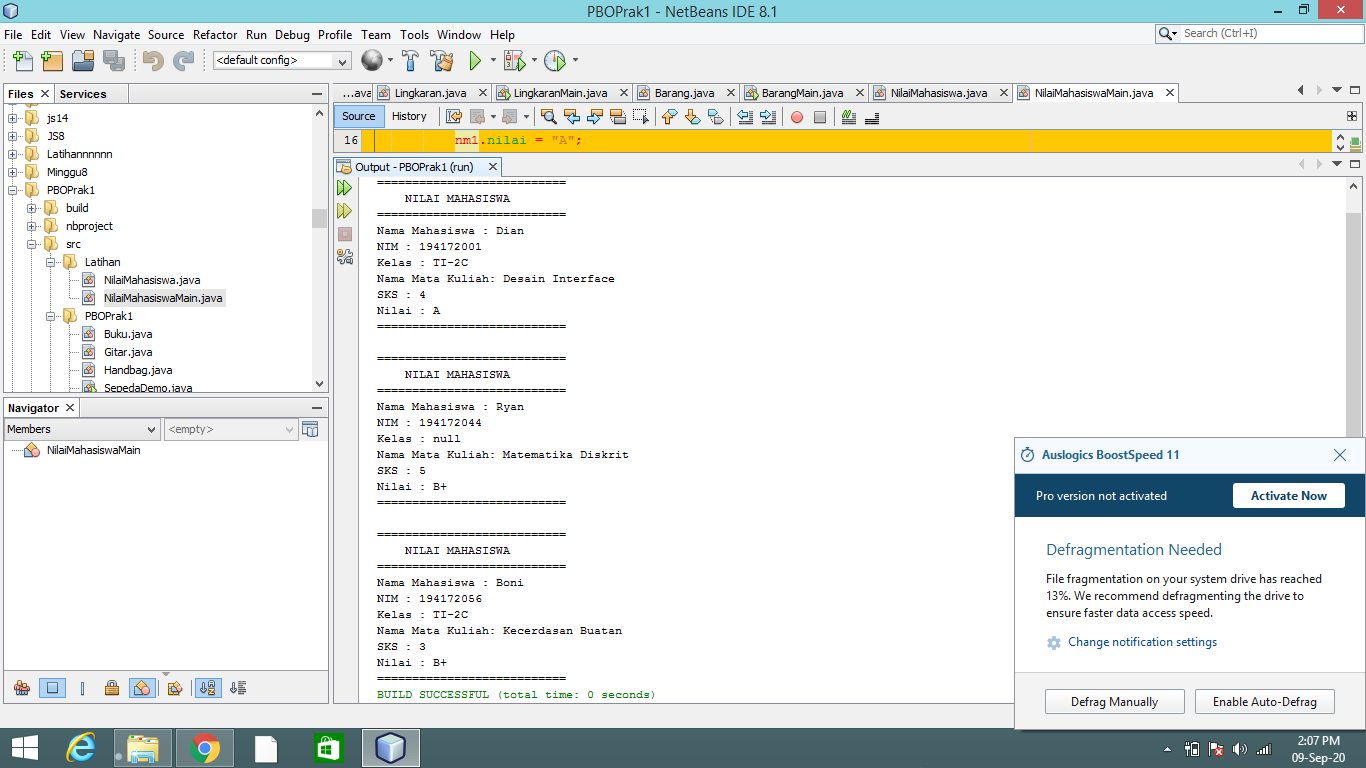 PBOPrak1 - NetBeans IDE 8.1
File Edit View Navigate Source Refactor Run Debug Profile Team Tools Window Help
Search (Ctrl+I)
<default config>
Files
Services
js14
JS8
Latihannnnnn
Minggu8
PBOPrak1
build
nbproject
src
Latihan
NilaiMahasiswa.java
NilaiMahasiswaMain.java
PBOPrak1
Buku.java
Gitar.java
Handbag.java
SepedaDemo.java
Navigator
Members
<empty>
NilaiMahasiswaMain
...ava
Lingkaran.java
LingkaranMain.java
Barang.java
BarangMain.java
NilaiMahasiswa.java
NilaiMahasiswaMain.java
Source
History
16 nm1.nilai = "A";
Output - PBOPrak1 (run)
===========================
NILAI MAHASISWA
===========================
Nama Mahasiswa : Dian
NIM : 194172001
Kelas : TI-2C
Nama Mata Kuliah: Desain Interface
SKS : 4
Nilai : A
===========================
===========================
NILAI MAHASISWA
===========================
Nama Mahasiswa : Ryan
NIM : 194172044
Kelas : null
Nama Mata Kuliah: Matematika Diskrit
SKS : 5
Nilai : B+
===========================
===========================
NILAI MAHASISWA
===========================
Nama Mahasiswa : Boni
NIM : 194172056
Kelas : TI-2C
Nama Mata Kuliah: Kecerdasan Buatan
SKS : 3
Nilai : B+
===========================
BUILD SUCCESSFUL (total time: 0 seconds)
Auslogics BoostSpeed 11
Pro version not activated
Activate Now
Defragmentation Needed
File fragmentation on your system drive has reached
13%. We recommend defragmenting the drive to
ensure faster data access speed.
Change notification settings
Defrag Manually
Enable Auto-Defrag
2:07 PM
09-Sep-20